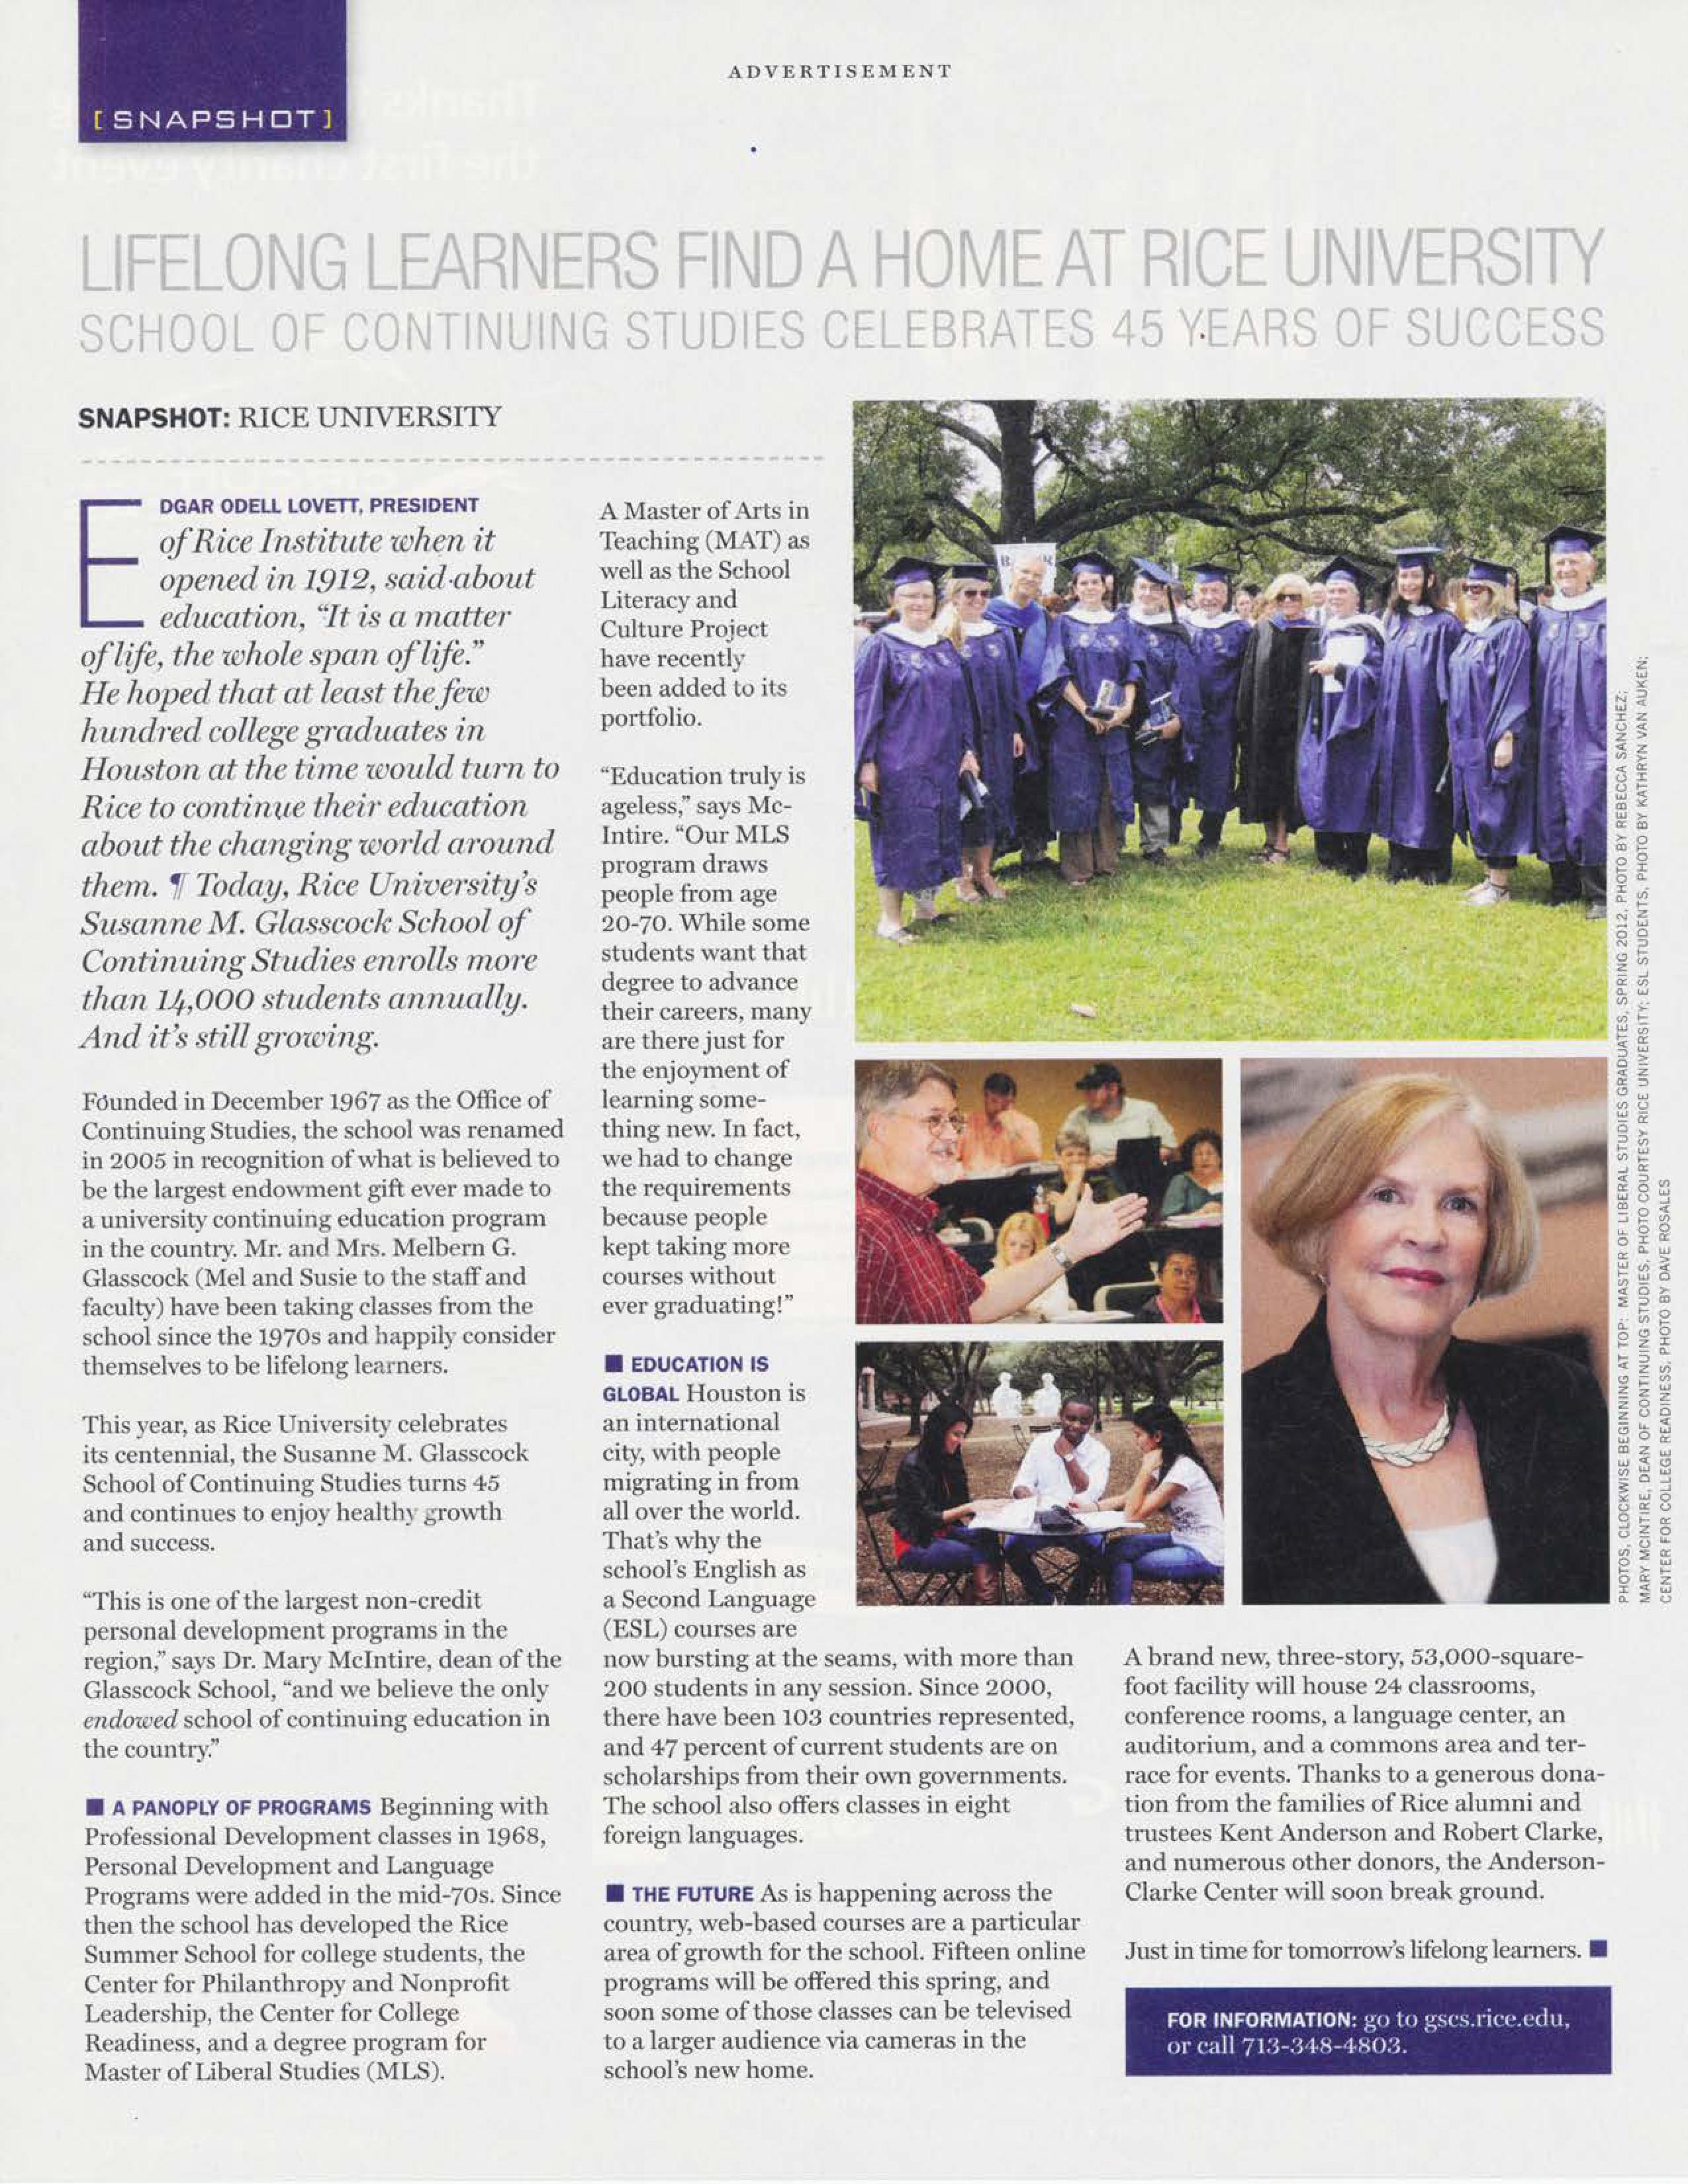 [SNAPSHOT]
ADVERTISEMENT
LIFELONG LEARNERS FIND A HOME AT RICE UNIVERSITY
SCHOOL OF CONTINUING STUDIES CELEBRATES 45 YEARS OF SUCCESS
SNAPSHOT: RICE UNIVERSITY
EDGAR ODELL LOVETT, PRESIDENT
of Rice Institute when it
opened in 1912, said about
education, “It is a matter
of life, the whole span of life.”
He hoped that at least the few
hundred college graduates in
Houston at the time would turn to
Rice to continue their education
about the changing world around
them. ¶ Today, Rice University’s
Susanne M. Glasscock School of
Continuing Studies enrolls more
than 14,000 students annually.
And it’s still growing.
Founded in December 1967 as the Office of
Continuing Studies, the school was renamed
in 2005 in recognition of what is believed to
be the largest endowment gift ever made to
a university continuing education program
in the country. Mr. and Mrs. Melbern G.
Glasscock (Mel and Susie to the staff and
faculty) have been taking classes from the
school since the 1970s and happily consider
themselves to be lifelong learners.
This year, as Rice University celebrates
its centennial, the Susanne M. Glasscock
School of Continuing Studies turns 45
and continues to enjoy healthy growth
and success.
“This is one of the largest non-credit
personal development programs in the
region,” says Dr. Mary McIntire, dean of the
Glasscock School, “and we believe the only
endowed school of continuing education in
the country.”
■ A PANOPLY OF PROGRAMS Beginning with
Professional Development classes in 1968,
Personal Development and Language
Programs were added in the mid-70s. Since
then the school has developed the Rice
Summer School for college students, the
Center for Philanthropy and Nonprofit
Leadership, the Center for College
Readiness, and a degree program for
Master of Liberal Studies (MLS).
A Master of Arts in
Teaching (MAT) as
well as the School
Literacy and
Culture Project
have recently
been added to its
portfolio.
“Education truly is
ageless,” says Mc-
Intire. “Our MLS
program draws
people from age
20-70. While some
students want that
degree to advance
their careers, many
are there just for
the enjoyment of
learning some-
thing new. In fact,
we had to change
the requirements
because people
kept taking more
courses without
ever graduating!”
■ EDUCATION IS
GLOBAL Houston is
an international
city, with people
migrating in from
all over the world.
That’s why the
school’s English as
a Second Language
(ESL) courses are
now bursting at the seams, with more than
200 students in any session. Since 2000,
there have been 103 countries represented,
and 47 percent of current students are on
scholarships from their own governments.
The school also offers classes in eight
foreign languages.
■ THE FUTURE As is happening across the
country, web-based courses are a particular
area of growth for the school. Fifteen online
programs will be offered this spring, and
soon some of those classes can be televised
to a larger audience via cameras in the
school’s new home.
A brand new, three-story, 53,000-square-
foot facility will house 24 classrooms,
conference rooms, a language center, an
auditorium, and a commons area and ter-
race for events. Thanks to a generous dona-
tion from the families of Rice alumni and
trustees Kent Anderson and Robert Clarke,
and numerous other donors, the Anderson-
Clarke Center will soon break ground.
Just in time for tomorrow’s lifelong learners. ■
FOR INFORMATION: go to gscs.rice.edu,
or call 713-348-4803.
PHOTOS, CLOCKWISE BEGINNING AT TOP: MASTER OF LIBERAL STUDIES GRADUATES, SPRING 2012, PHOTO BY REBECCA SANCHEZ;
MARY MCINTIRE, DEAN OF CONTINUING STUDIES, PHOTO COURTESY RICE UNIVERSITY; ESL STUDENTS, PHOTO BY KATHRYN VAN AUKEN;
CENTER FOR COLLEGE READINESS, PHOTO BY DAVE ROSALES